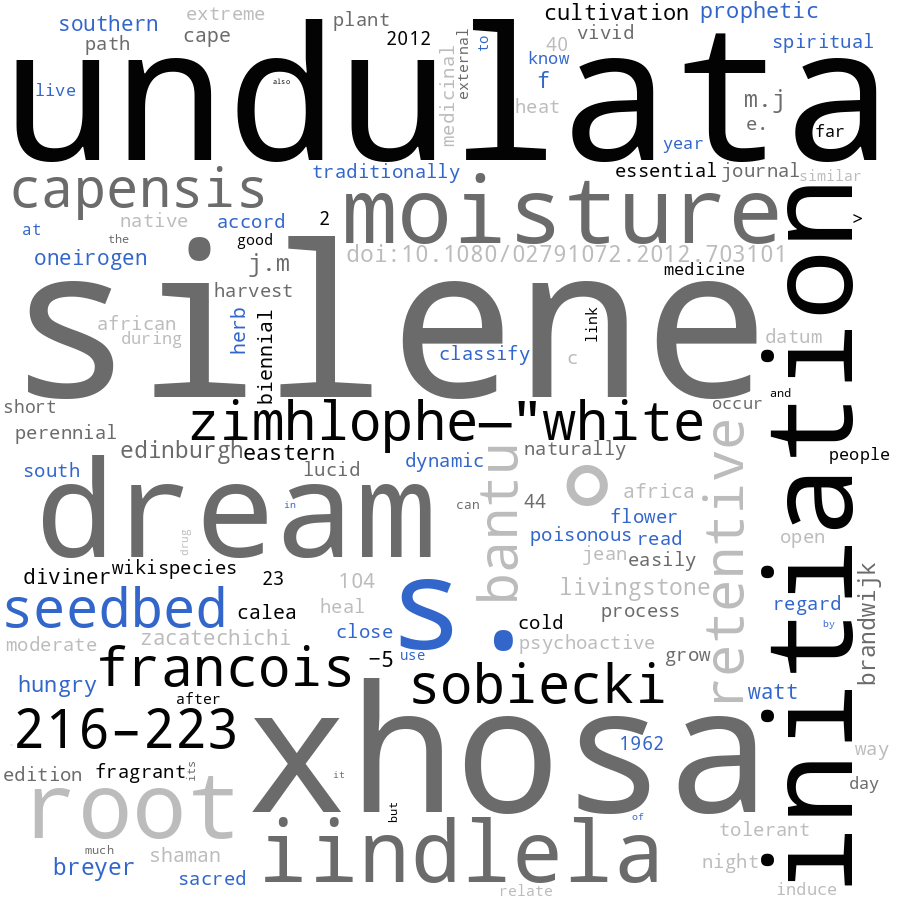 cultivation prophetic
extreme
southern
plant
cape
vivid
path
2012
40
to
external
medicinal
spiritual
know
undulata
also
f
live
m.j
heat
e.
far
year
traditionally
essential journal
similar
capensis
moisture
native
accord
2
>
at
the
good
oneirogen
j.m
doi:10.1080/02791072.2012.703101
medicine
harvest
silene
herb
biennial
link
african
during
classify
c
datum
initiation
short
zimhlophe–"white
occur
and
perennial
edinburgh
eastern
naturally
people
south
lucid
dynamic
bantu
retentive
dream
in
can
44
o
africa
flower
poisonous
read
drug
open
jean
easily
diviner
wikispecies
23
104
livingstone
brandwijk
seedbed
calea
heal
s.
process
regard
by
cold
close
moderate
zacatechichi
psychoactive
francois
-5
use
grow
hungry
sobiecki
watt
after
216–223
xhosa
1962
way
edition
fragrant
its
it
day
root
but
of
iindlela
tolerant
much
breyer
shaman
night
sacred
relate
induce